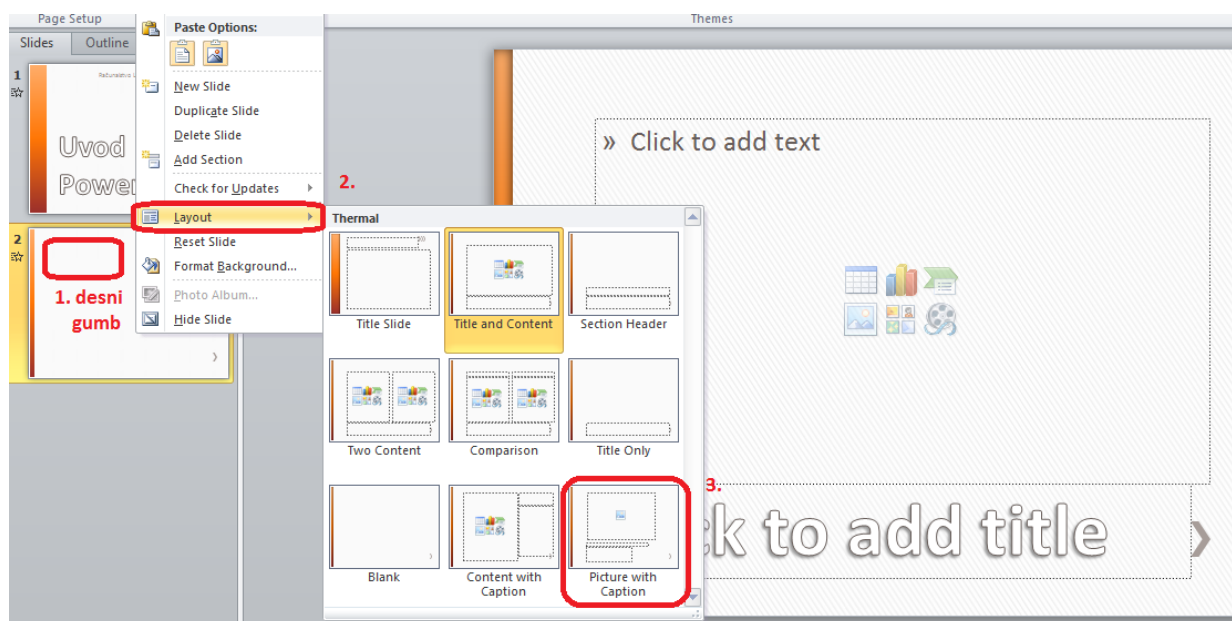 Page Setup
Themes
Slides
Outline
Paste Options:
New Slide
Duplicate Slide
Delete Slide
Add Section
Check for Updates
Layout
Reset Slide
Format Background...
Photo Album...
Hide Slide
1
Uvod
2
1. desni
gumb
2.
Thermal
Title Slide
Title and Content
Section Header
Two Content
Comparison
Title Only
Blank
Content with
Caption
Picture with
Caption
3.
» Click to add text
to add title